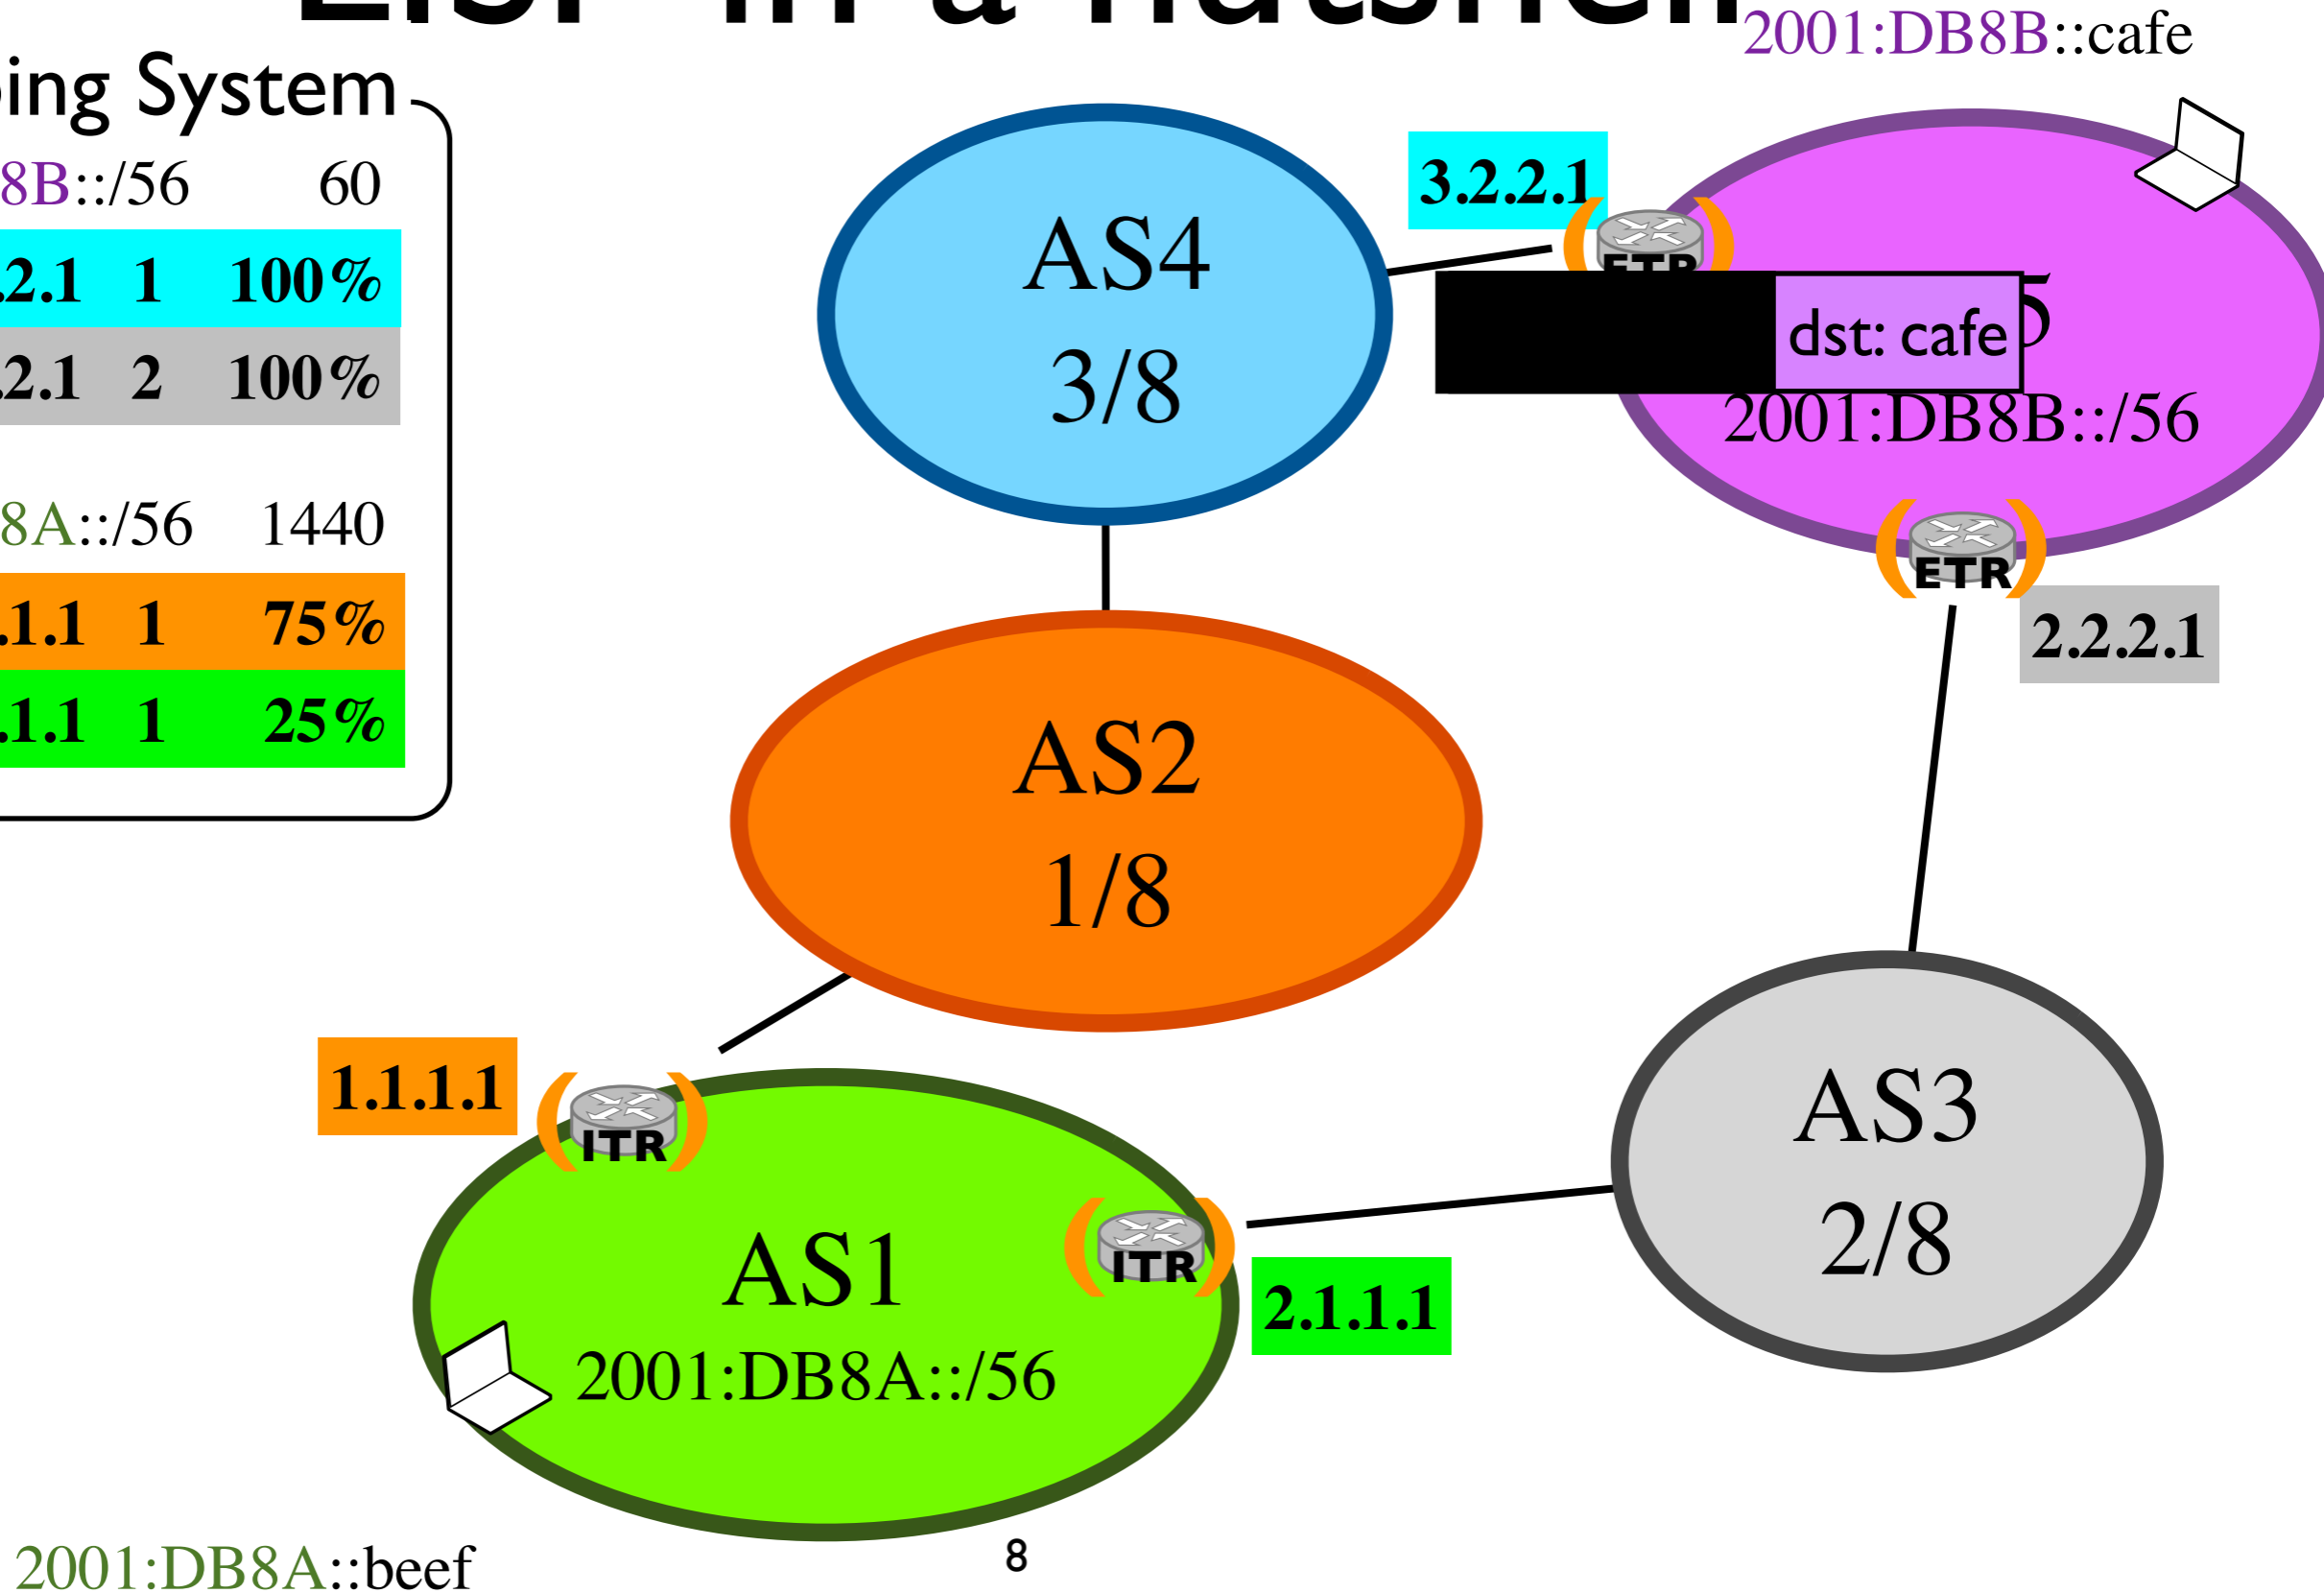 in a
2001:DB8B::cafe
System
8B::/56 60
.2.1 1 100%
.2.1 2 100%
8A::/56 1440
.1.1 1 75%
.1.1 1 25%
AS4
3/8
3.2.2.1
ETR
dst: cafe
2001:DB8B::/56
ETR
2.2.2.1
AS2
1/8
1.1.1.1
ITR
AS3
2/8
ITR
AS1
2.1.1.1
2001:DB8A::/56
8
2001:DB8A::beef